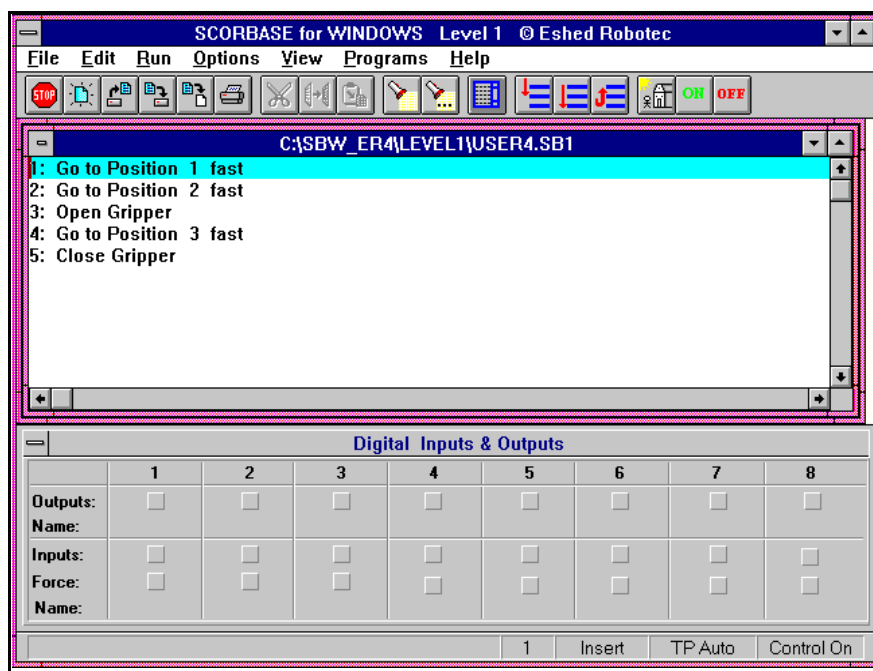 SCORBASE for WINDOWS Level 1 © Eshed Robotec
File Edit Run Options View Programs Help
STOP ON OFF
C:\SBW_ER4\LEVEL1\USER4.SB1
1: Go to Position 1 fast
2: Go to Position 2 fast
3: Open Gripper
4: Go to Position 3 fast
5: Close Gripper
Digital Inputs & Outputs
1 2 3 4 5 6 7 8
Outputs:
Name:
Inputs:
Force:
Name:
1 Insert TP Auto Control On